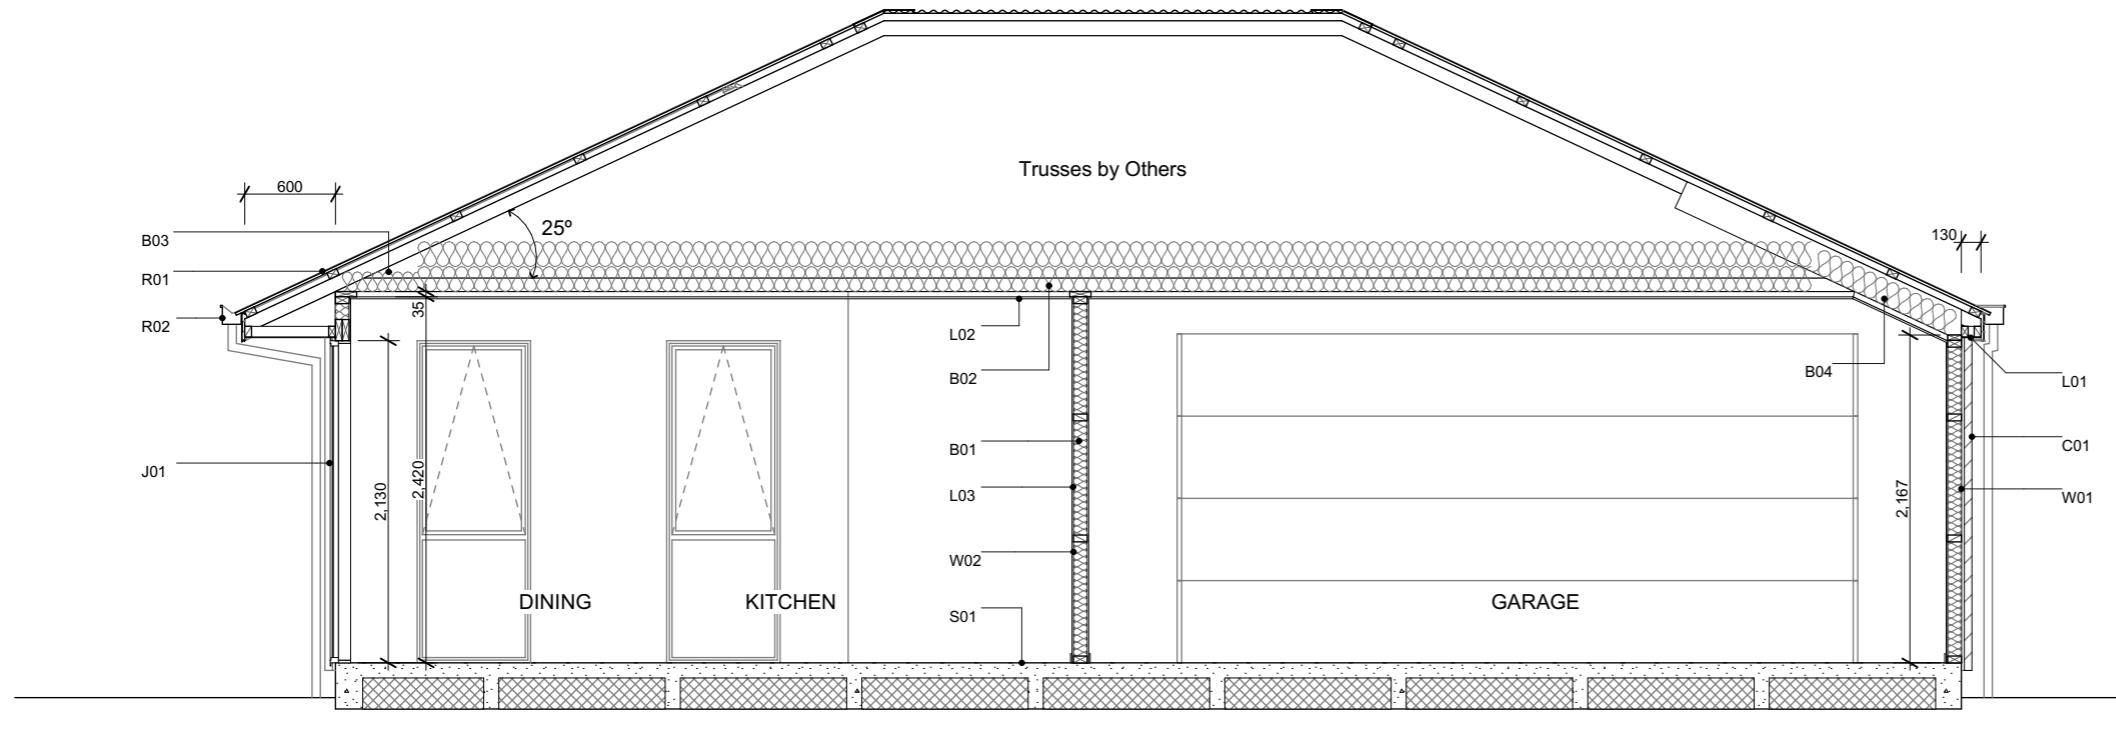 Trusses by Others
600
25º
130
B03
R01
R02
35
L02
B02
B04
L01
B01
C01
J01
2,130
2,420
L03
2,167
W01
W02
DINING
KITCHEN
GARAGE
S01